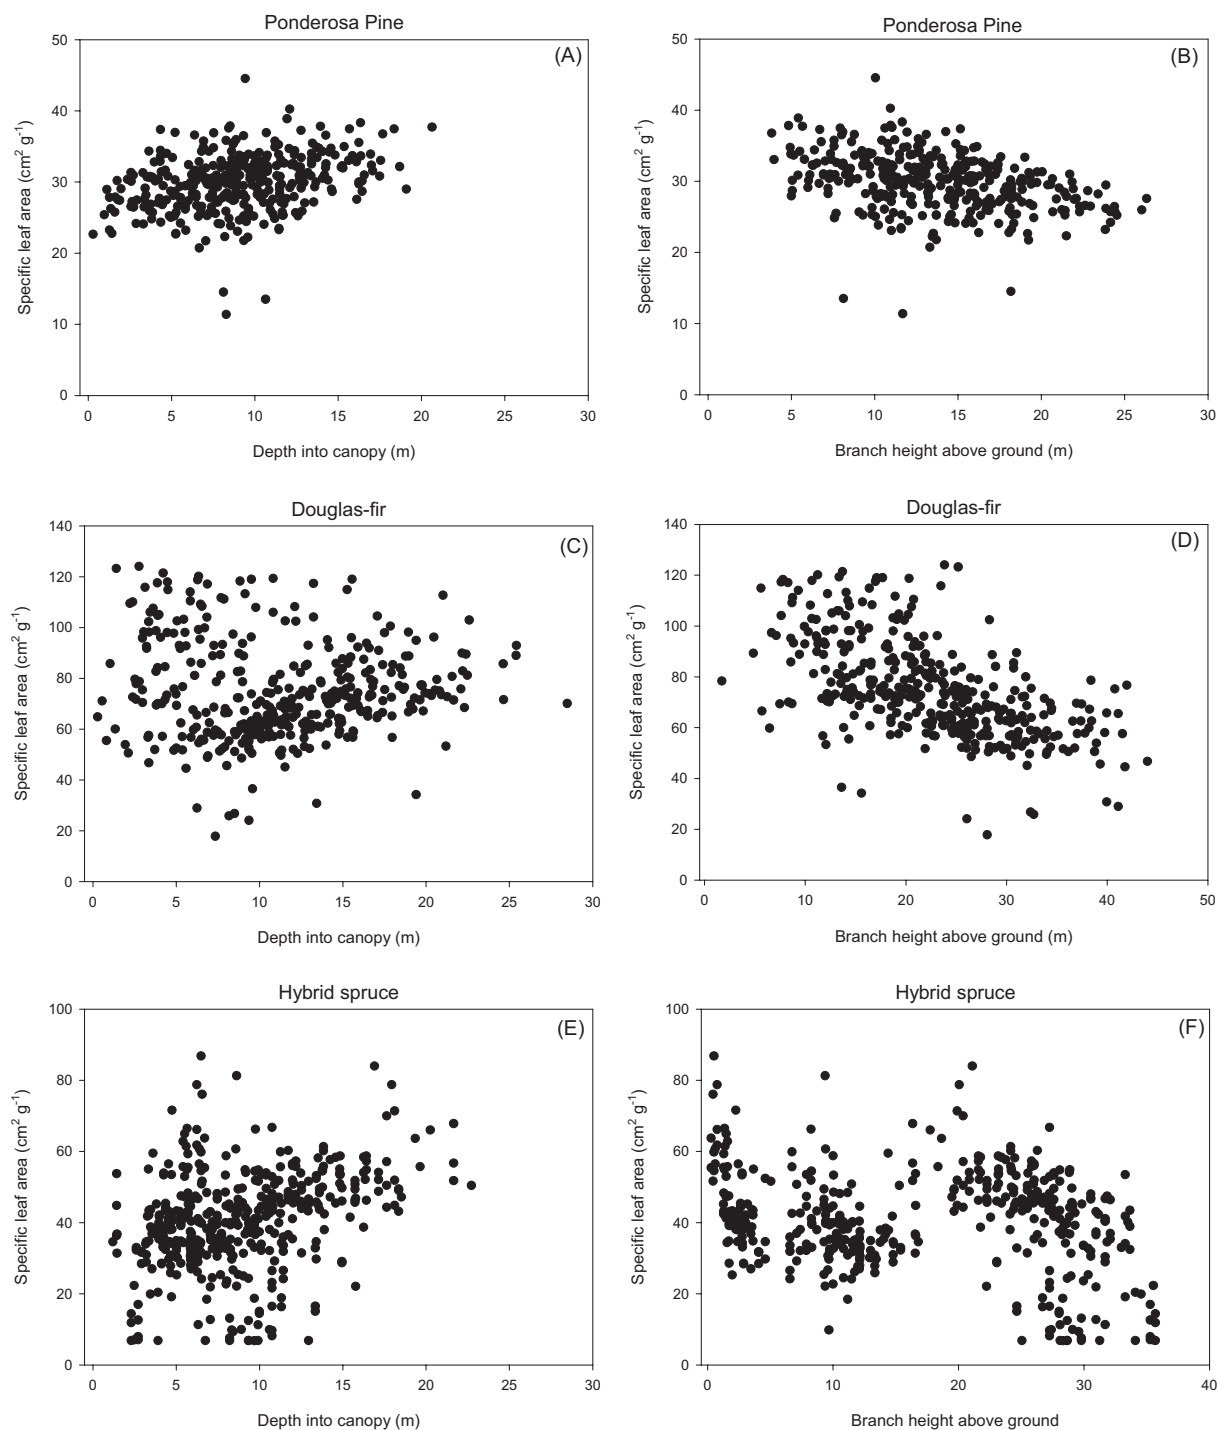 Ponderosa Pine
(A)
50
40
30
20
10
0
Specific leaf area (cm² g⁻¹)
0 5 10 15 20 25 30
Depth into canopy (m)
Ponderosa Pine
(B)
50
40
30
20
10
0
Specific leaf area (cm² g⁻¹)
0 5 10 15 20 25 30
Branch height above ground (m)
Douglas-fir
(C)
140
120
100
80
60
40
20
0
Specific leaf area (cm² g⁻¹)
0 5 10 15 20 25 30
Depth into canopy (m)
Douglas-fir
(D)
140
120
100
80
60
40
20
0
Specific leaf area (cm² g⁻¹)
0 10 20 30 40 50
Branch height above ground (m)
Hybrid spruce
(E)
100
80
60
40
20
0
Specific leaf area (cm² g⁻¹)
0 5 10 15 20 25 30
Depth into canopy (m)
Hybrid spruce
(F)
100
80
60
40
20
0
Specific leaf area (cm² g⁻¹)
0 10 20 30 40
Branch height above ground